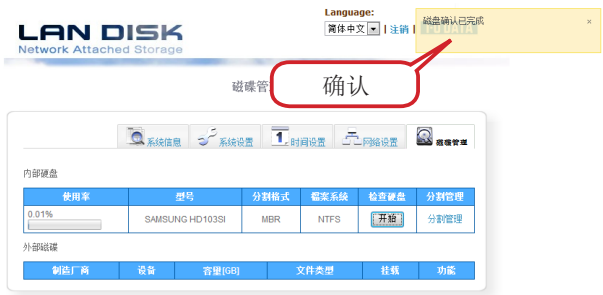 LAN DISK
Network Attached Storage
Language:
简体中文 | 注销 |
I-O DATA
磁盘确认已完成 ×
磁碟管
确认
系统信息 系统设置 1. 时间设置 网络设置 磁碟管理
内部硬盘
使用率 型号 分割格式 檔案系统 检查硬盘 分割管理
0.01% SAMSUNG HD103SI MBR NTFS 开始 分割管理
外部磁碟
制造厂商 设备 容量[GB] 文件类型 挂载 功能